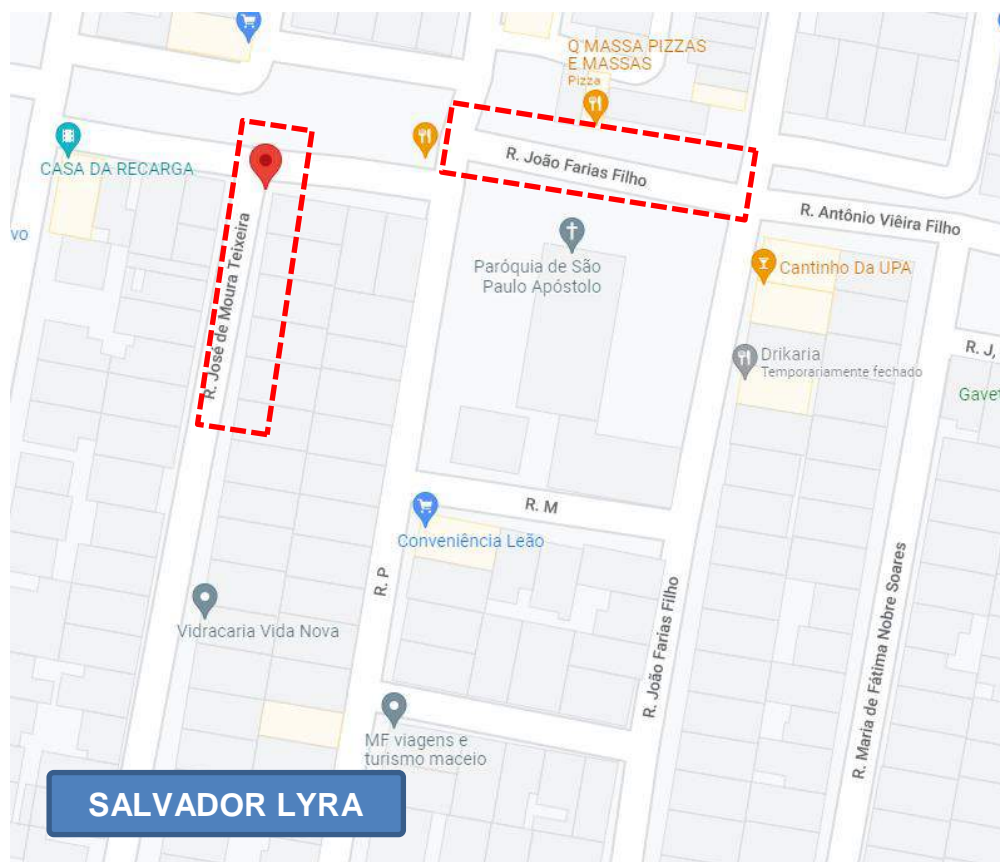 Q MASSA PIZZAS
E MASSAS
Pizza
CASA DA RECARGA
R. João Farias Filho
R. José de Moura Teixeira
R. Antônio Viêira Filho
vo
Paróquia de São
Paulo Apóstolo
Cantinho Da UPA
R. J,
Drikaria
Temporariamente fechado
Gavet
R. M
Conveniência Leão
R. P
R. João Farias Filho
R. Maria de Fátima Nobre Soares
Vidracaria Vida Nova
MF viagens e
turismo maceio
SALVADOR LYRA